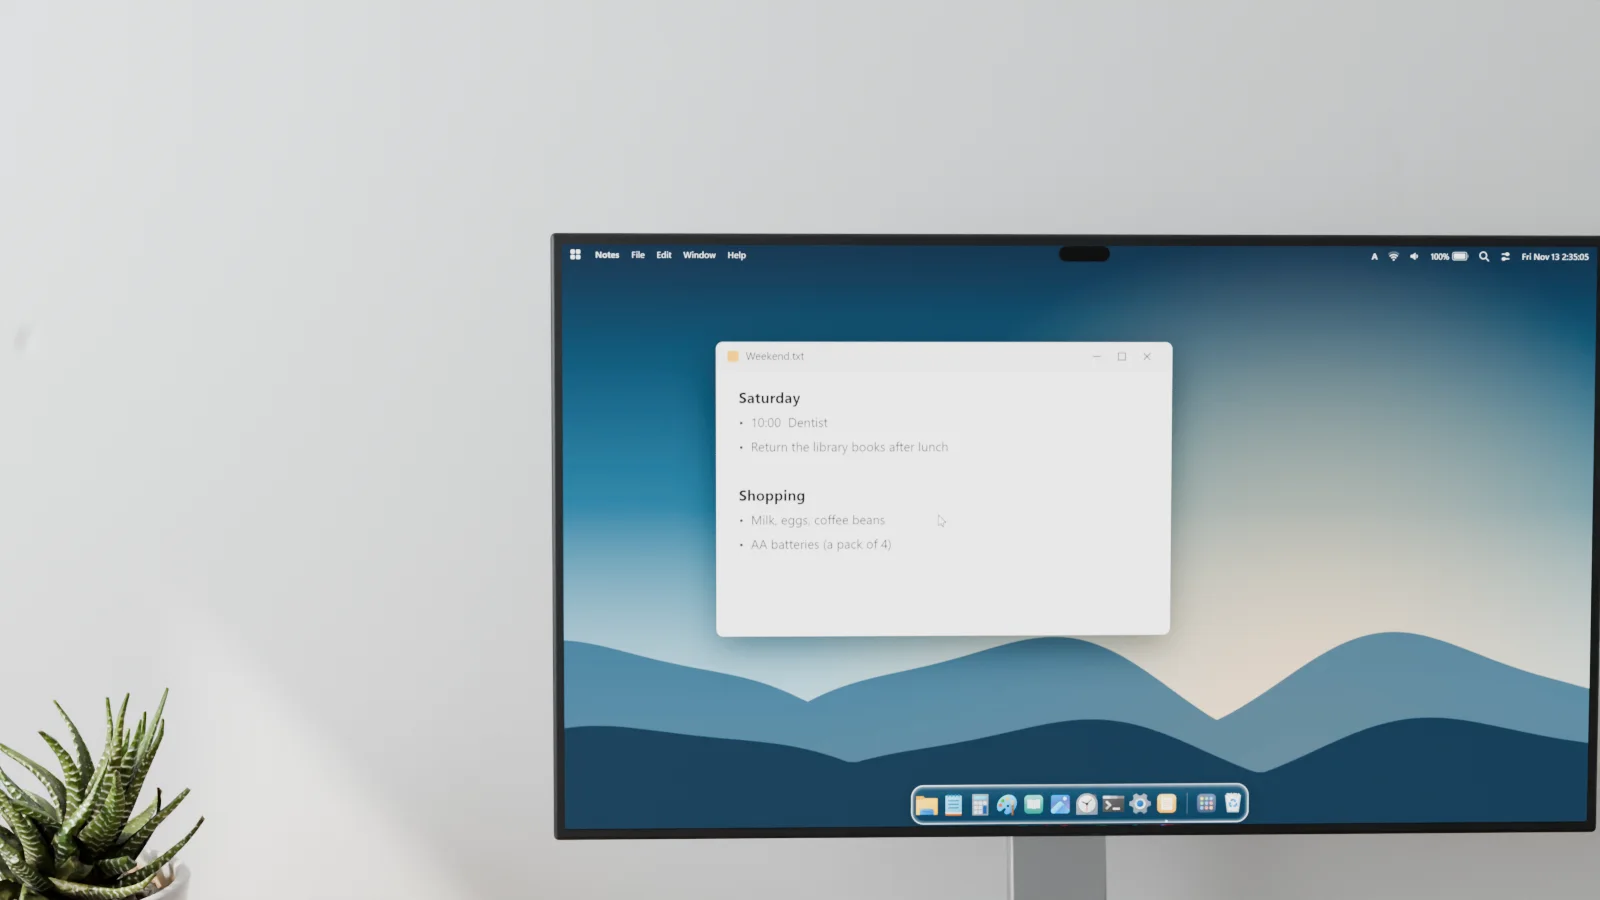 Notes File Edit Window Help
A 100% Fri Nov 13 2:35:05
Weekend.txt
Saturday
• 10:00 Dentist
• Return the library books after lunch
Shopping
• Milk, eggs, coffee beans
• AA batteries (a pack of 4)